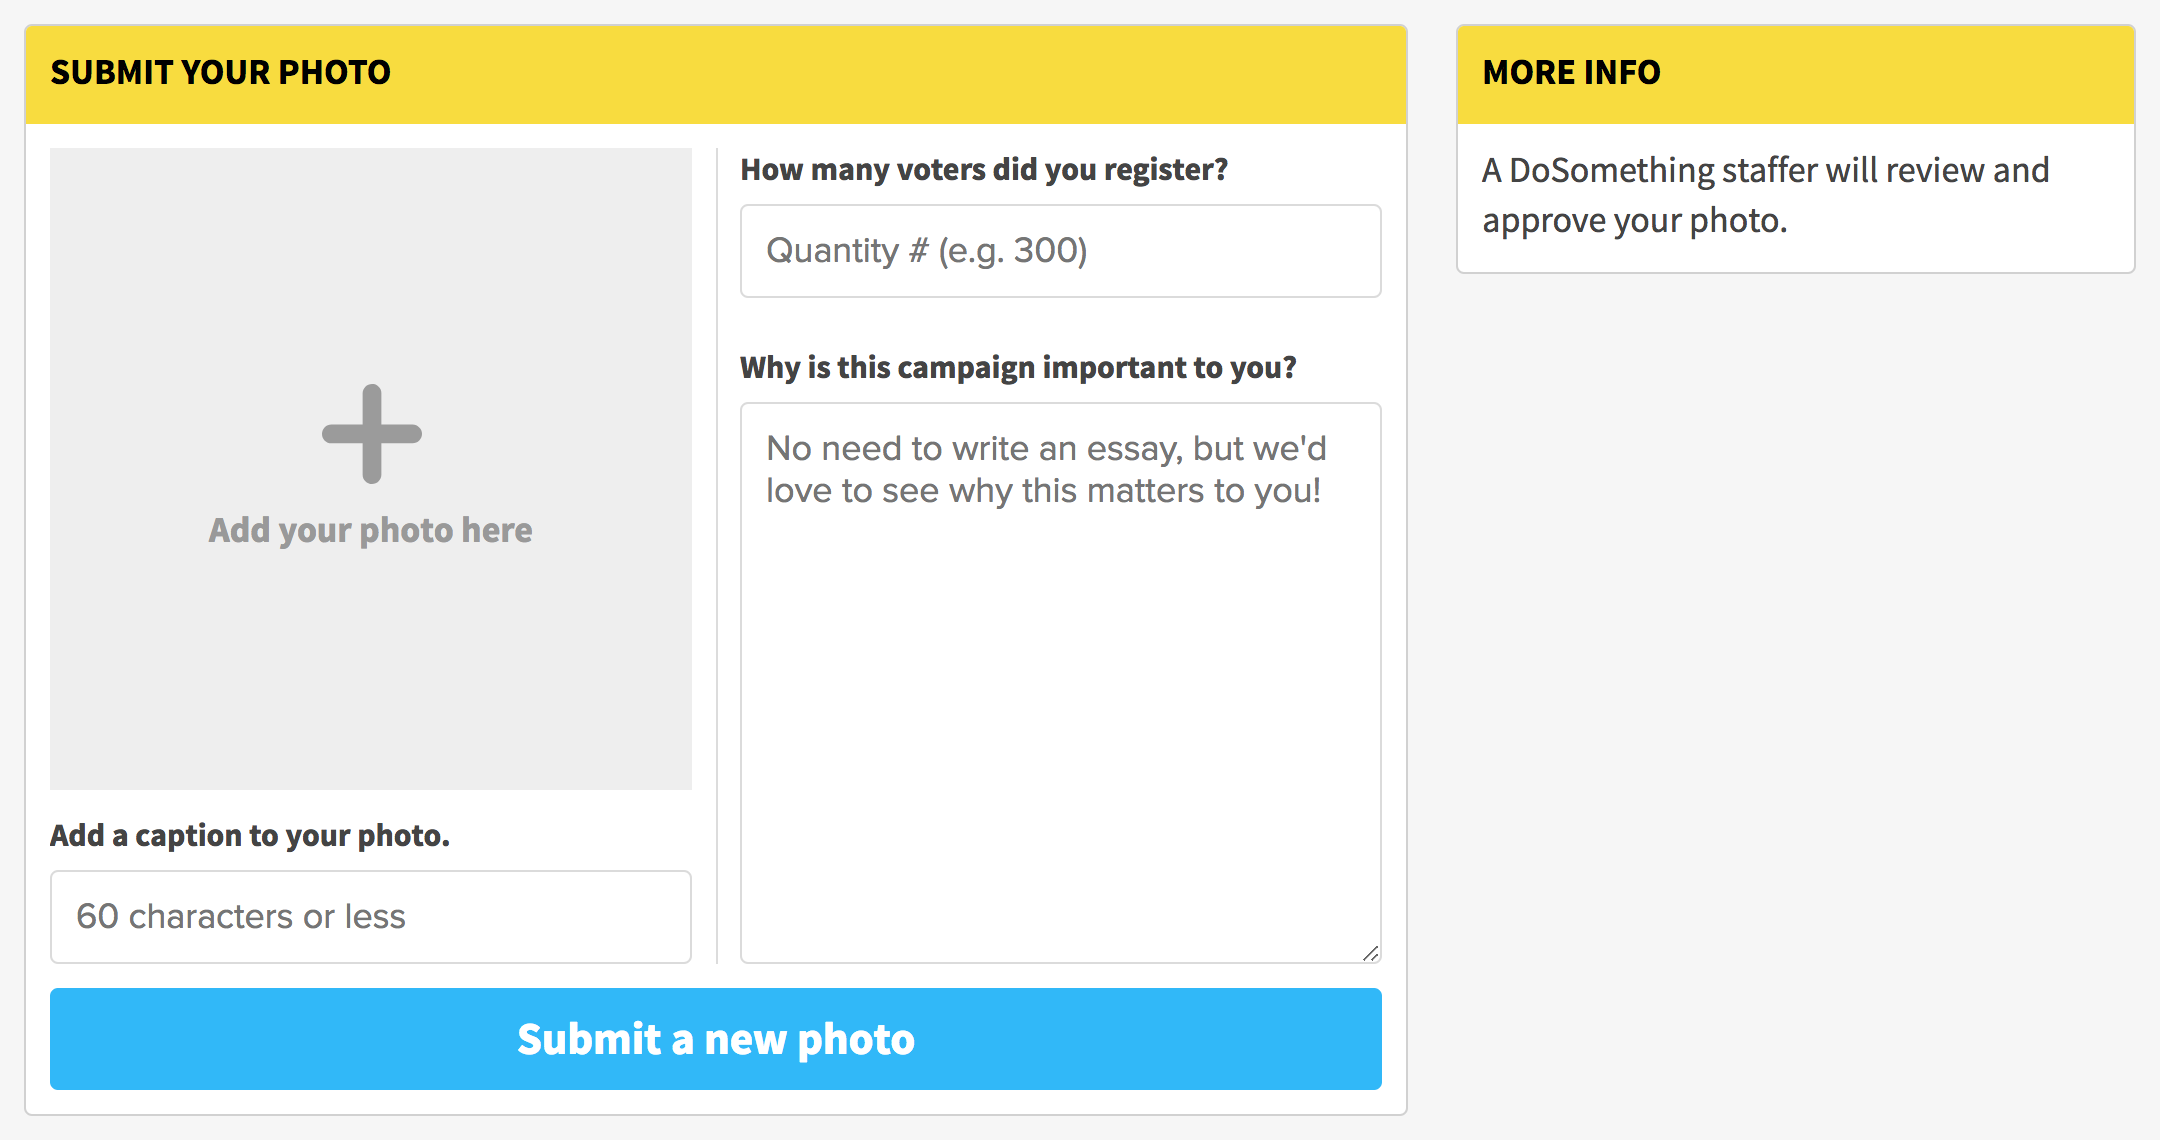 SUBMIT YOUR PHOTO
Add your photo here
Add a caption to your photo.
60 characters or less
How many voters did you register?
Quantity # (e.g. 300)
Why is this campaign important to you?
No need to write an essay, but we'd
love to see why this matters to you!
Submit a new photo
MORE INFO
A DoSomething staffer will review and
approve your photo.